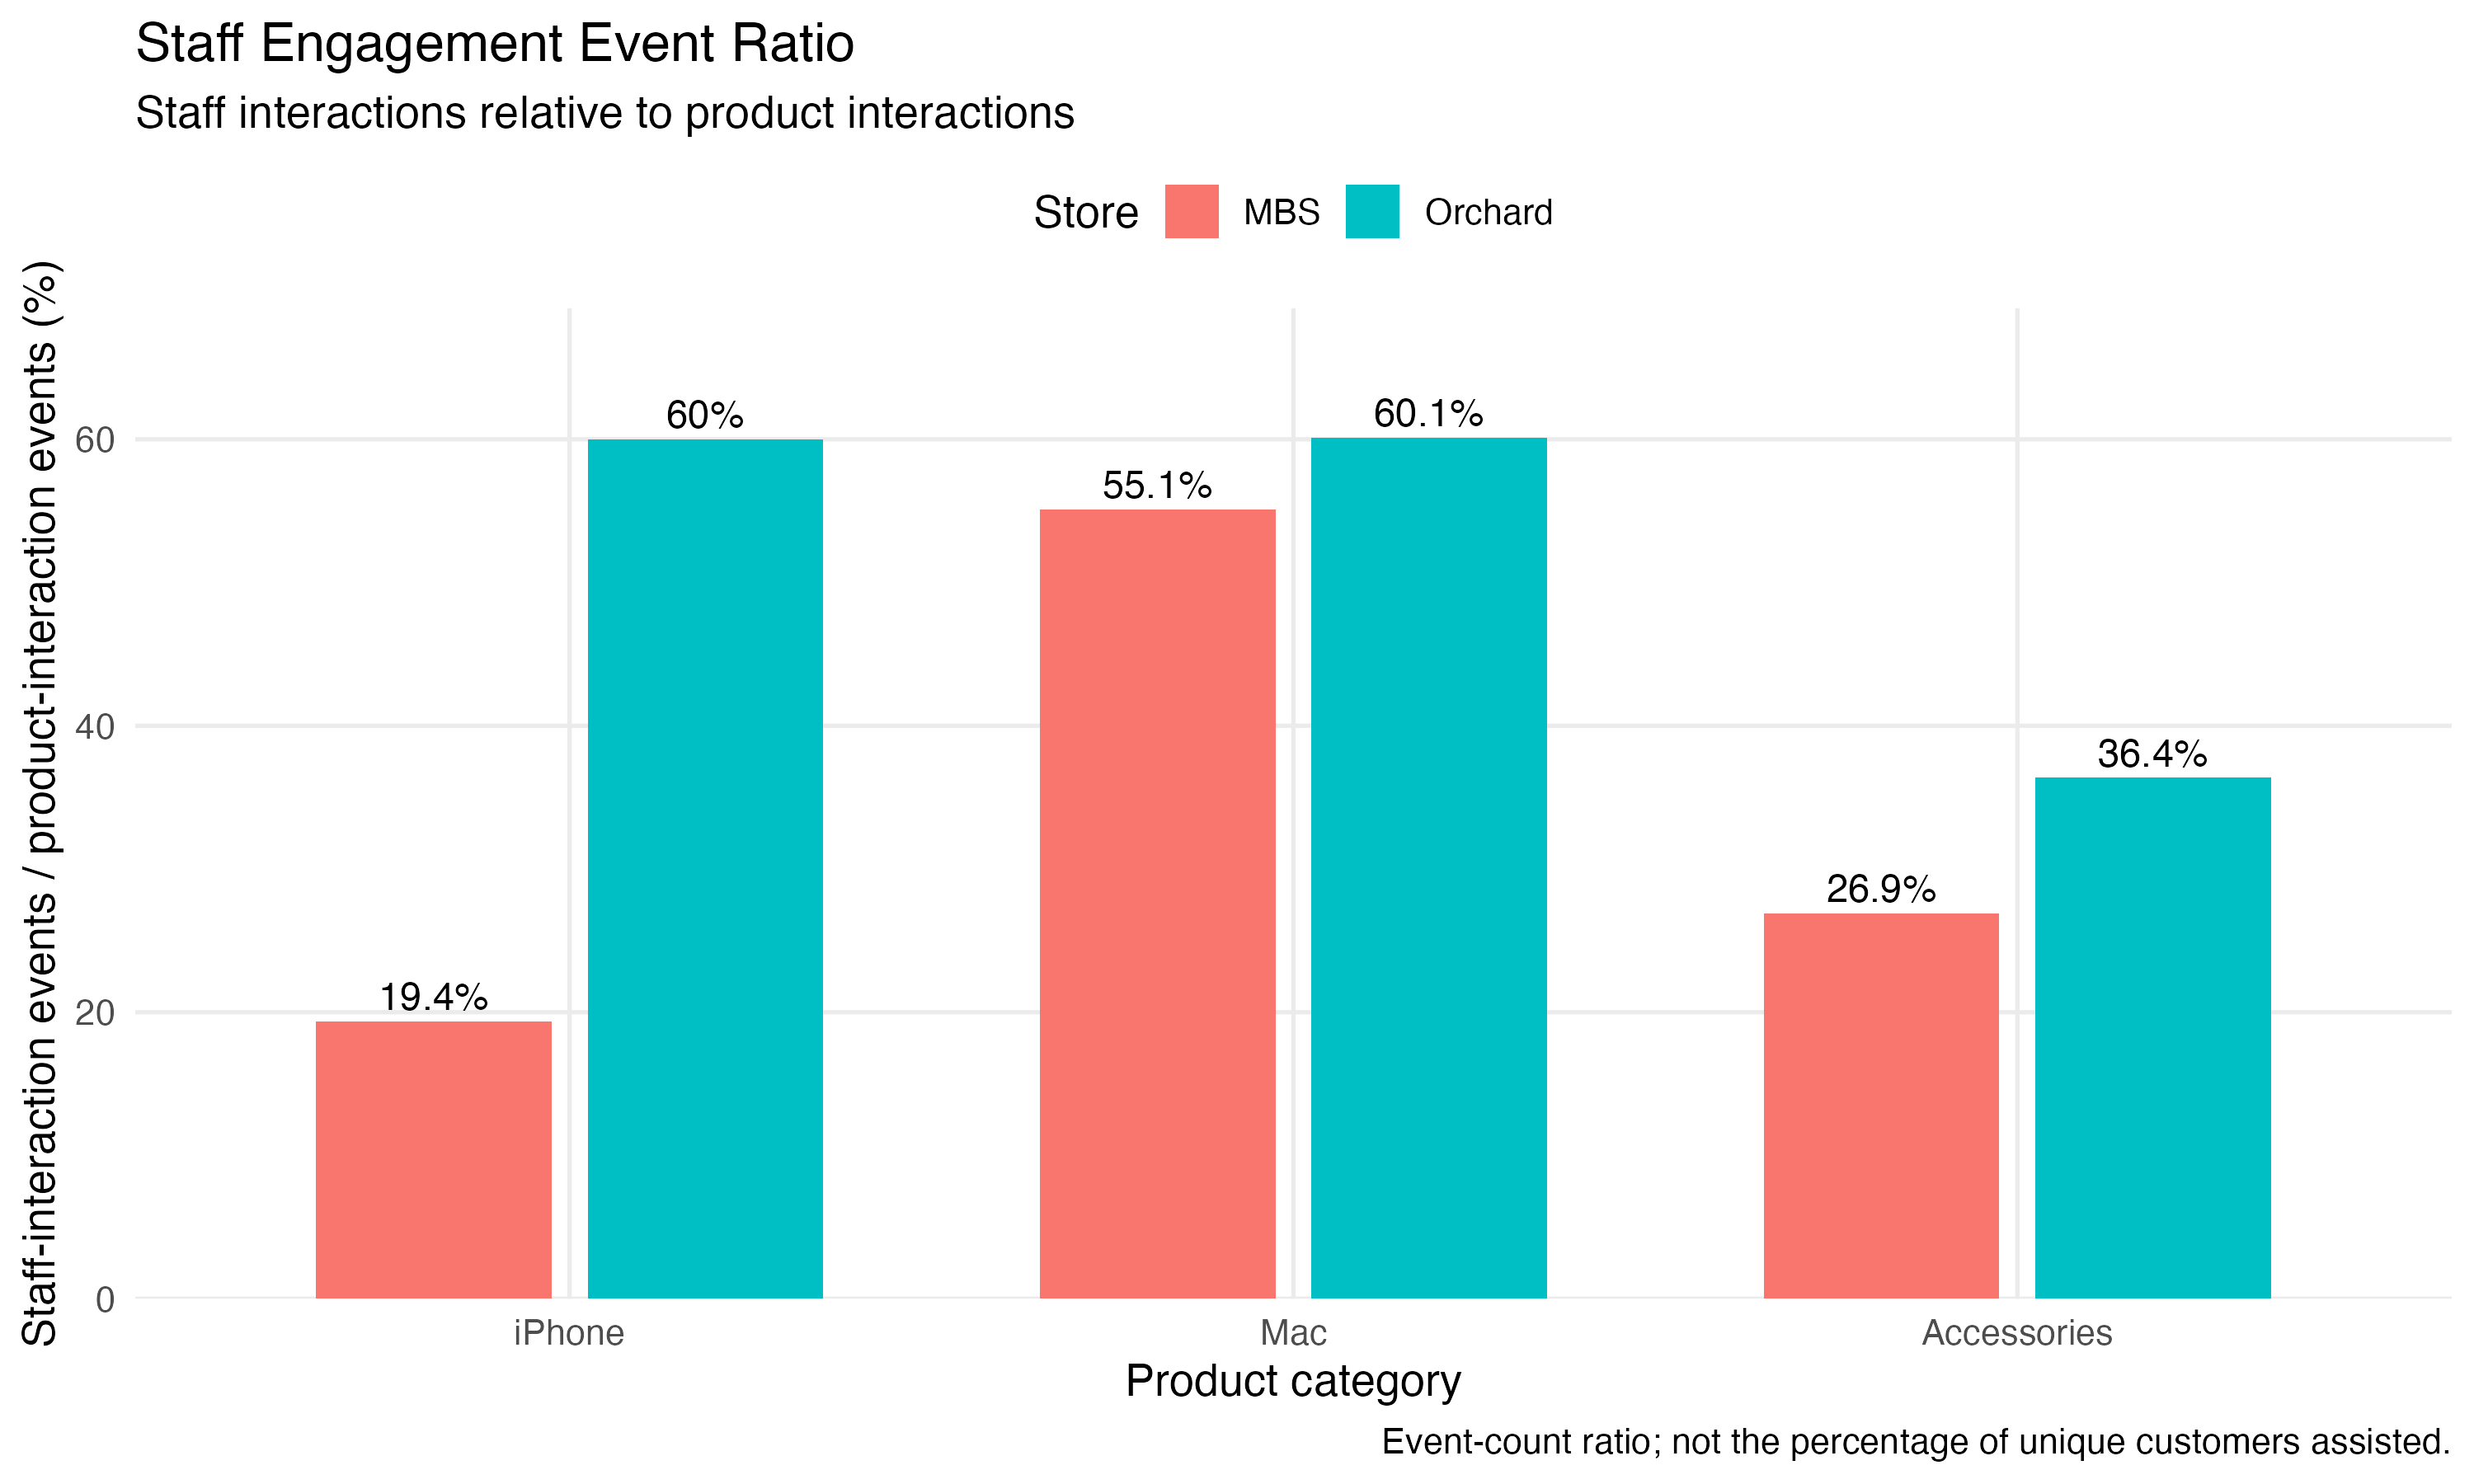 Staff Engagement Event Ratio
Staff interactions relative to product interactions
Store MBS Orchard
Staff-interaction events / product-interaction events (%)
60
40
20
0
19.4%
60%
55.1%
60.1%
26.9%
36.4%
iPhone Mac Accessories
Product category
Event-count ratio; not the percentage of unique customers assisted.